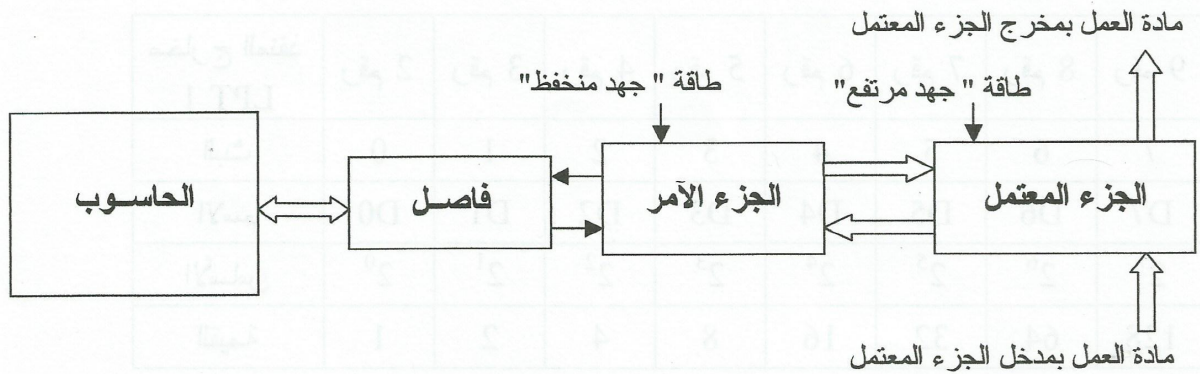 مادة العمل بمخرج الجزء المعتمل
طاقة " جهد مرتفع"
طاقة " جهد منخفظ"
الجزء المعتمل
الجزء الآمر
فاصل
الحاسوب
مادة العمل بمدخل الجزء المعتمل